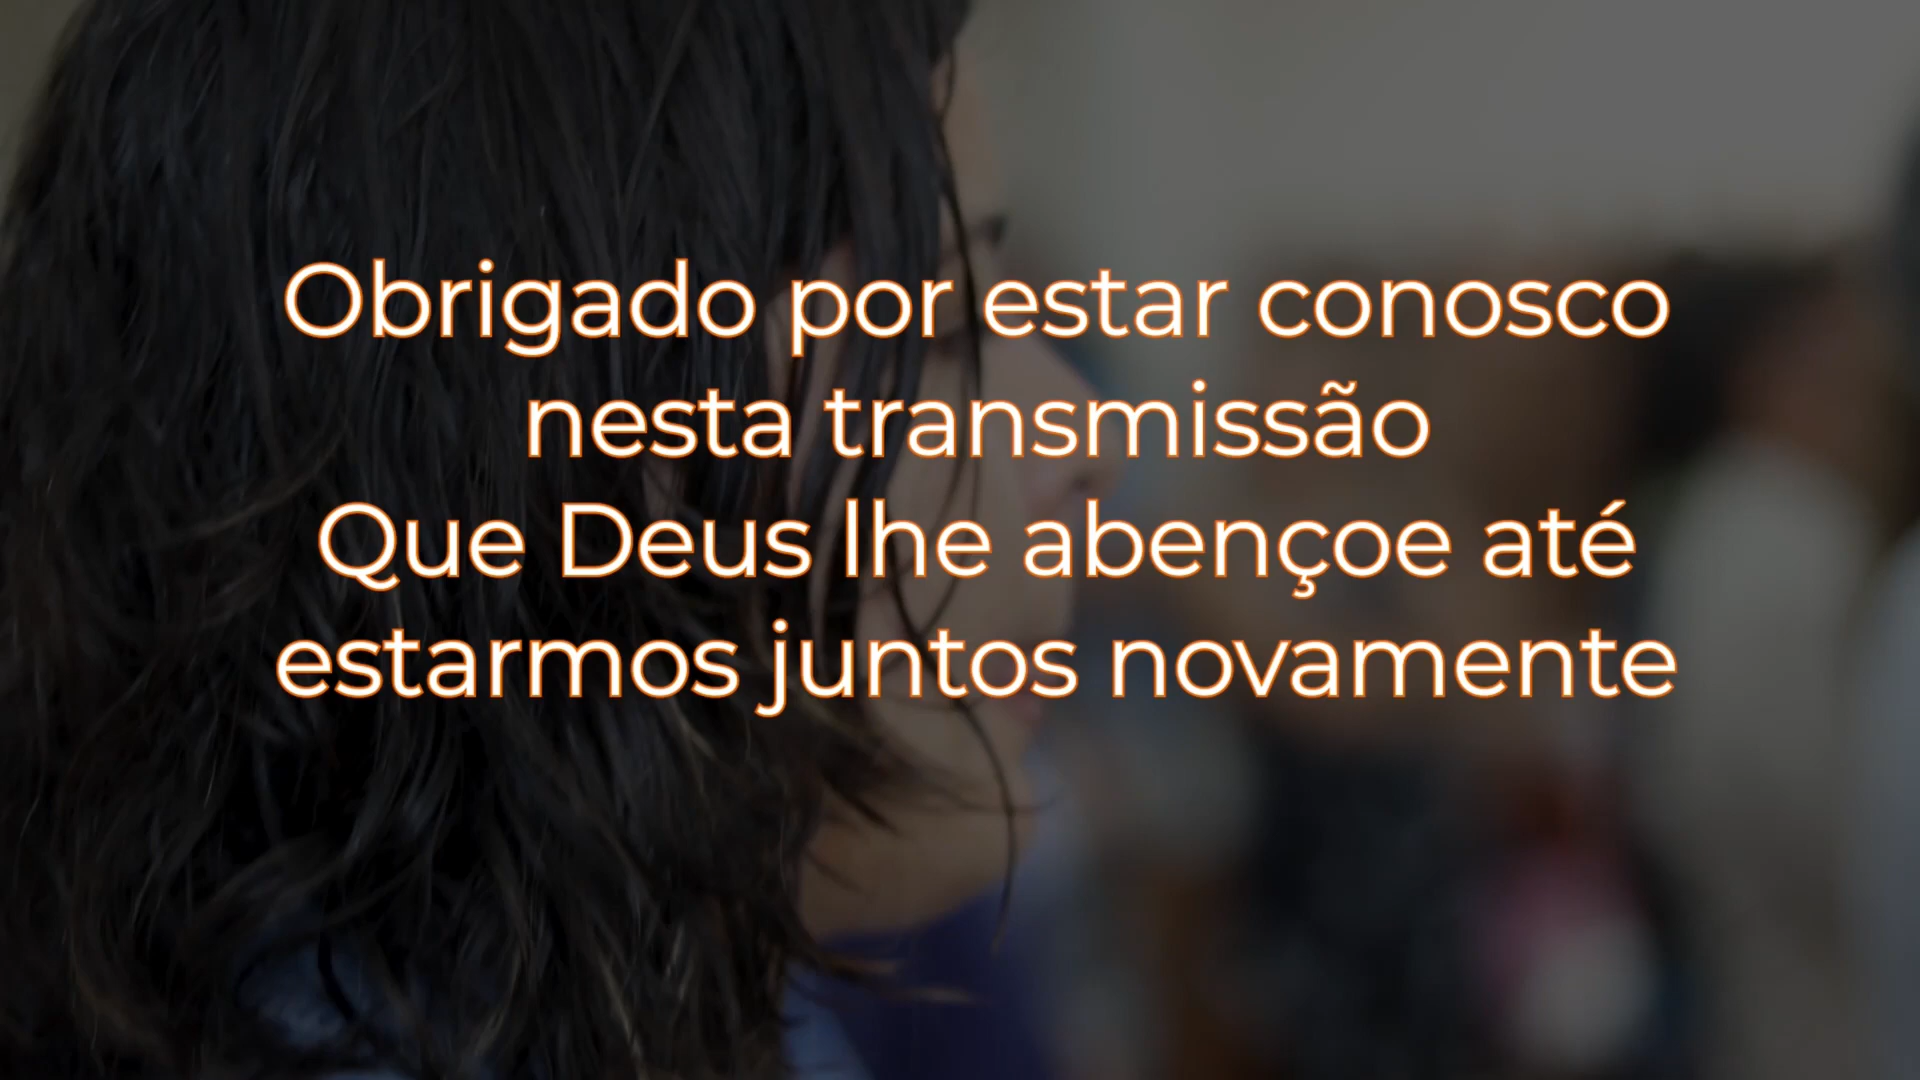 Obrigado por estar conosco
nesta transmissão
Que Deus lhe abençoe até
estarmos juntos novamente